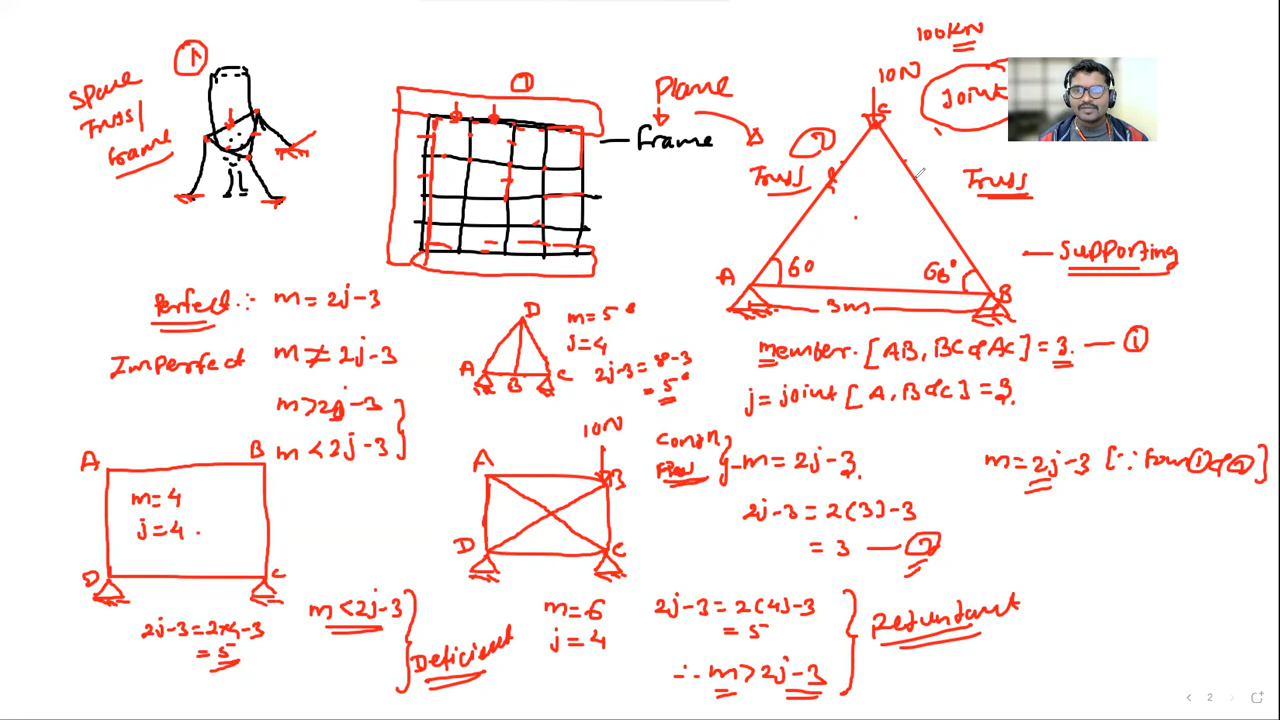 ①
Space
Truss/
frame
①
Plane
Frame
②
Truss
100KN
10N
Joint
C
Truss
Supporting
A
60
60°
B
3m
Perfect ∴ m = 2j-3
Imperfect m ≠ 2j-3
m > 2j-3
m < 2j-3
D
A
B
C
m = 5
j = 4
2j-3 = 8-3
= 5
member. [AB, BC & AC] = 3. — ①
j = joint [A, B & C] = 3.
A
B
m = 4
j = 4.
D
C
2j-3 = 2×4-3
= 5
m < 2j-3
Deficient
10N
A
B
D
C
m = 6
j = 4
m = 2j-3.
2j-3 = 2(3)-3
= 3 — ②
m = 2j-3 [∵ from ① & ②]
2j-3 = 2(4)-3
= 5
∴ m > 2j-3
Reduntant
2